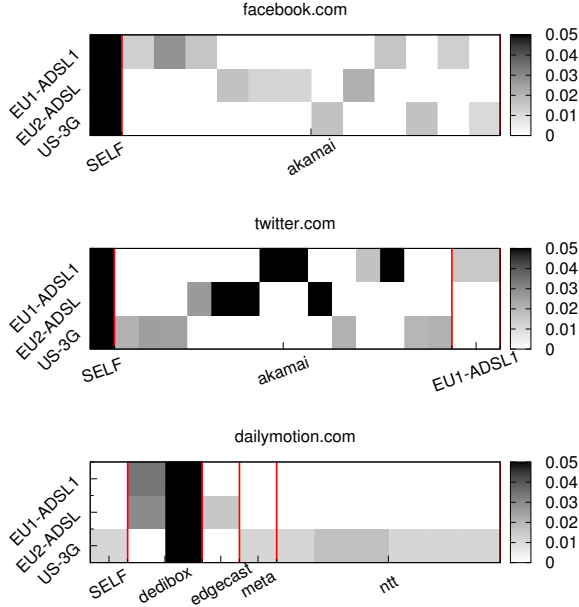 facebook.com
EU1-ADSL1
EU2-ADSL
US-3G
SELF
akamai
0.05
0.04
0.03
0.02
0.01
0
twitter.com
EU1-ADSL1
EU2-ADSL
US-3G
SELF
akamai
EU1-ADSL1
0.05
0.04
0.03
0.02
0.01
0
dailymotion.com
EU1-ADSL1
EU2-ADSL
US-3G
SELF
dedibox
edgecast
meta
ntt
0.05
0.04
0.03
0.02
0.01
0